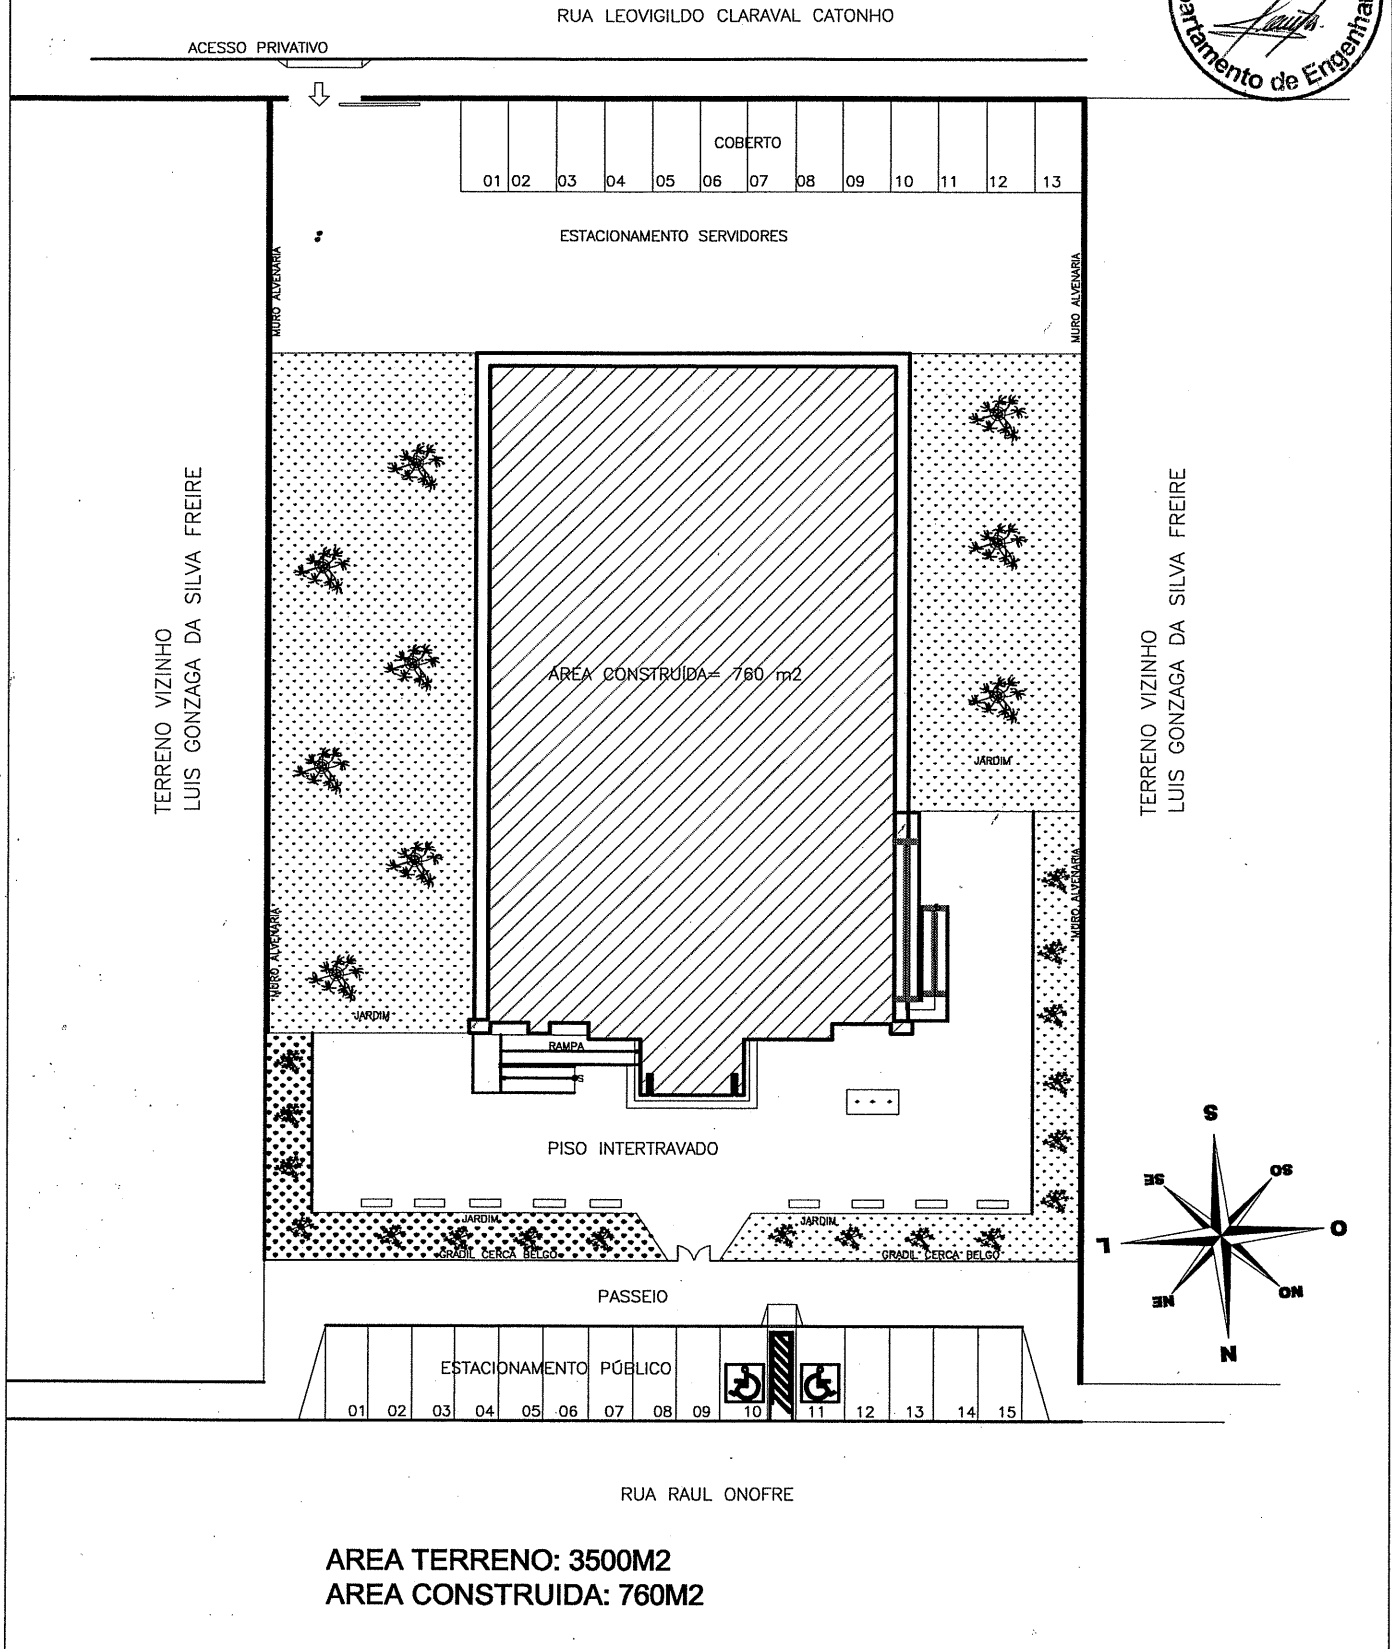 RUA LEOVIGILDO CLARAVAL CATONHO
artamento de Engenha
ACESSO PRIVATIVO
COBERTO
01 02 03 04 05 06 07 08 09 10 11 12 13
ESTACIONAMENTO SERVIDORES
MURO ALVENARIA
MURO ALVENARIA
TERRENO VIZINHO
LUIS GONZAGA DA SILVA FREIRE
TERRENO VIZINHO
LUIS GONZAGA DA SILVA FREIRE
ÁREA CONSTRUÍDA= 760 m2
JARDIM
MURO ALVENARIA
MURO ALVENARIA
JARDIM
RAMPA
S
PISO INTERTRAVADO
JARDIM
GRADIL CERCA BELGO
JARDIM
GRADIL CERCA BELGO
S
SE
SO
L
O
NE
NO
N
PASSEIO
ESTACIONAMENTO PÚBLICO
01 02 03 04 05 06 07 08 09 10 11 12 13 14 15
RUA RAUL ONOFRE
AREA TERRENO: 3500M2
AREA CONSTRUIDA: 760M2